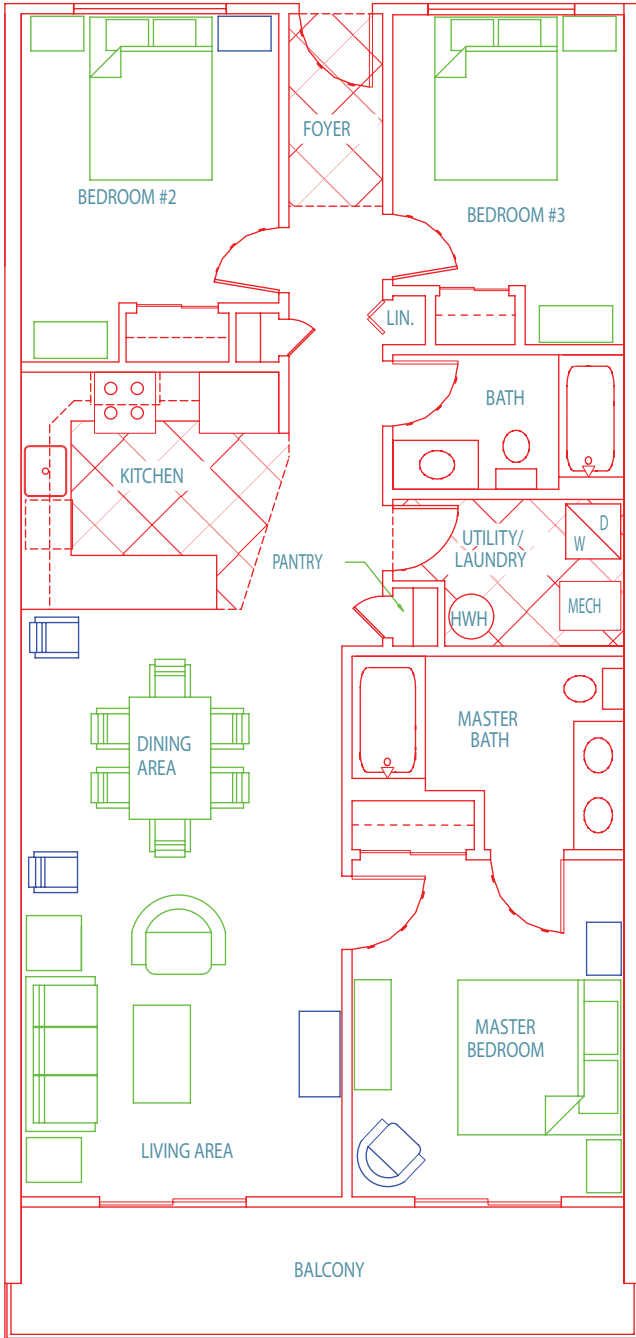 FOYER
BEDROOM #2
BEDROOM #3
LIN.
BATH
KITCHEN
UTILITY/
LAUNDRY
D
W
PANTRY
MECH
HWH
MASTER
BATH
DINING
AREA
MASTER
BEDROOM
LIVING AREA
BALCONY